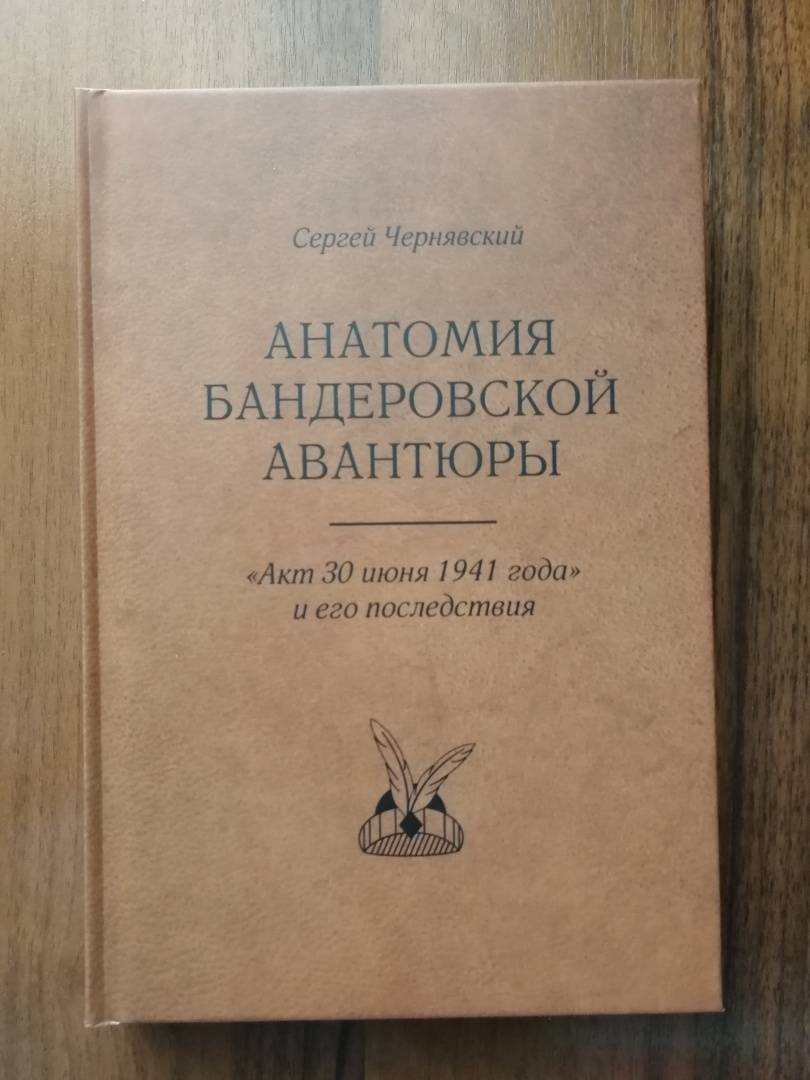 Сергей Чернявский
АНАТОМИЯ
БАНДЕРОВСКОЙ
АВАНТЮРЫ
«Акт 30 июня 1941 года»
и его последствия